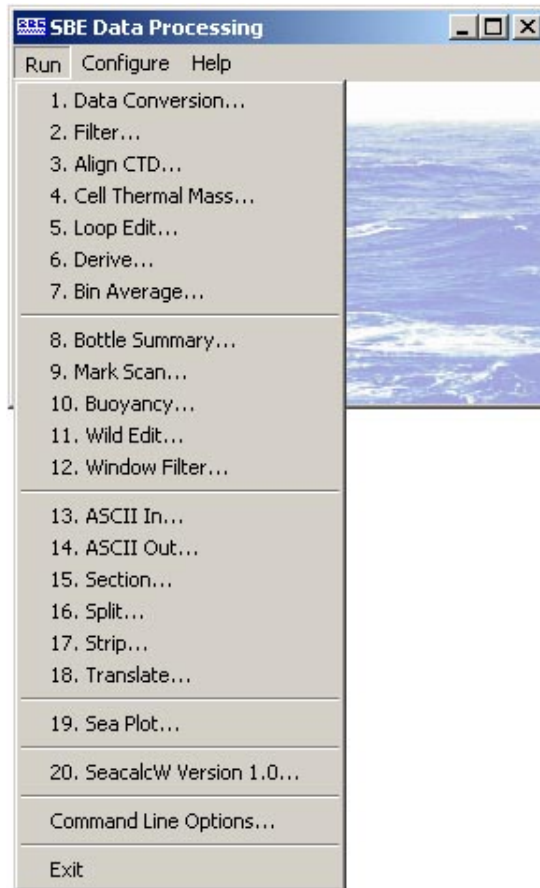 SBE SBE Data Processing
Run Configure Help
1. Data Conversion...
2. Filter...
3. Align CTD...
4. Cell Thermal Mass...
5. Loop Edit...
6. Derive...
7. Bin Average...
8. Bottle Summary...
9. Mark Scan...
10. Buoyancy...
11. Wild Edit...
12. Window Filter...
13. ASCII In...
14. ASCII Out...
15. Section...
16. Split...
17. Strip...
18. Translate...
19. Sea Plot...
20. SeacalcW Version 1.0...
Command Line Options...
Exit